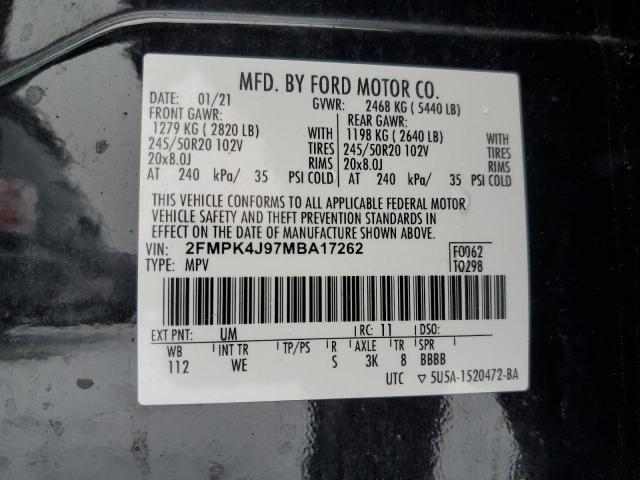 MFD. BY FORD MOTOR CO.
DATE: 01/21 GVWR: 2468 KG ( 5440 LB)
FRONT GAWR: REAR GAWR:
1279 KG ( 2820 LB) WITH 1198 KG ( 2640 LB) WITH
245/50R20 102V TIRES 245/50R20 102V TIRES
20x8.0J RIMS 20x8.0J RIMS
AT 240 kPa/ 35 PSI COLD AT 240 kPa/ 35 PSI COLD
THIS VEHICLE CONFORMS TO ALL APPLICABLE FEDERAL MOTOR
VEHICLE SAFETY AND THEFT PREVENTION STANDARDS IN
EFFECT ON THE DATE OF MANUFACTURE SHOWN ABOVE.
VIN: 2FMPK4J97MBA17262 F0062
TYPE: MPV T0298
EXT PNT: UM RC: 11 DSO:
WB INT TR TP/PS R AXLE TR SPR
112 WE S 3K 8 BBBB
UTC ▽ 5U5A-1520472-BA